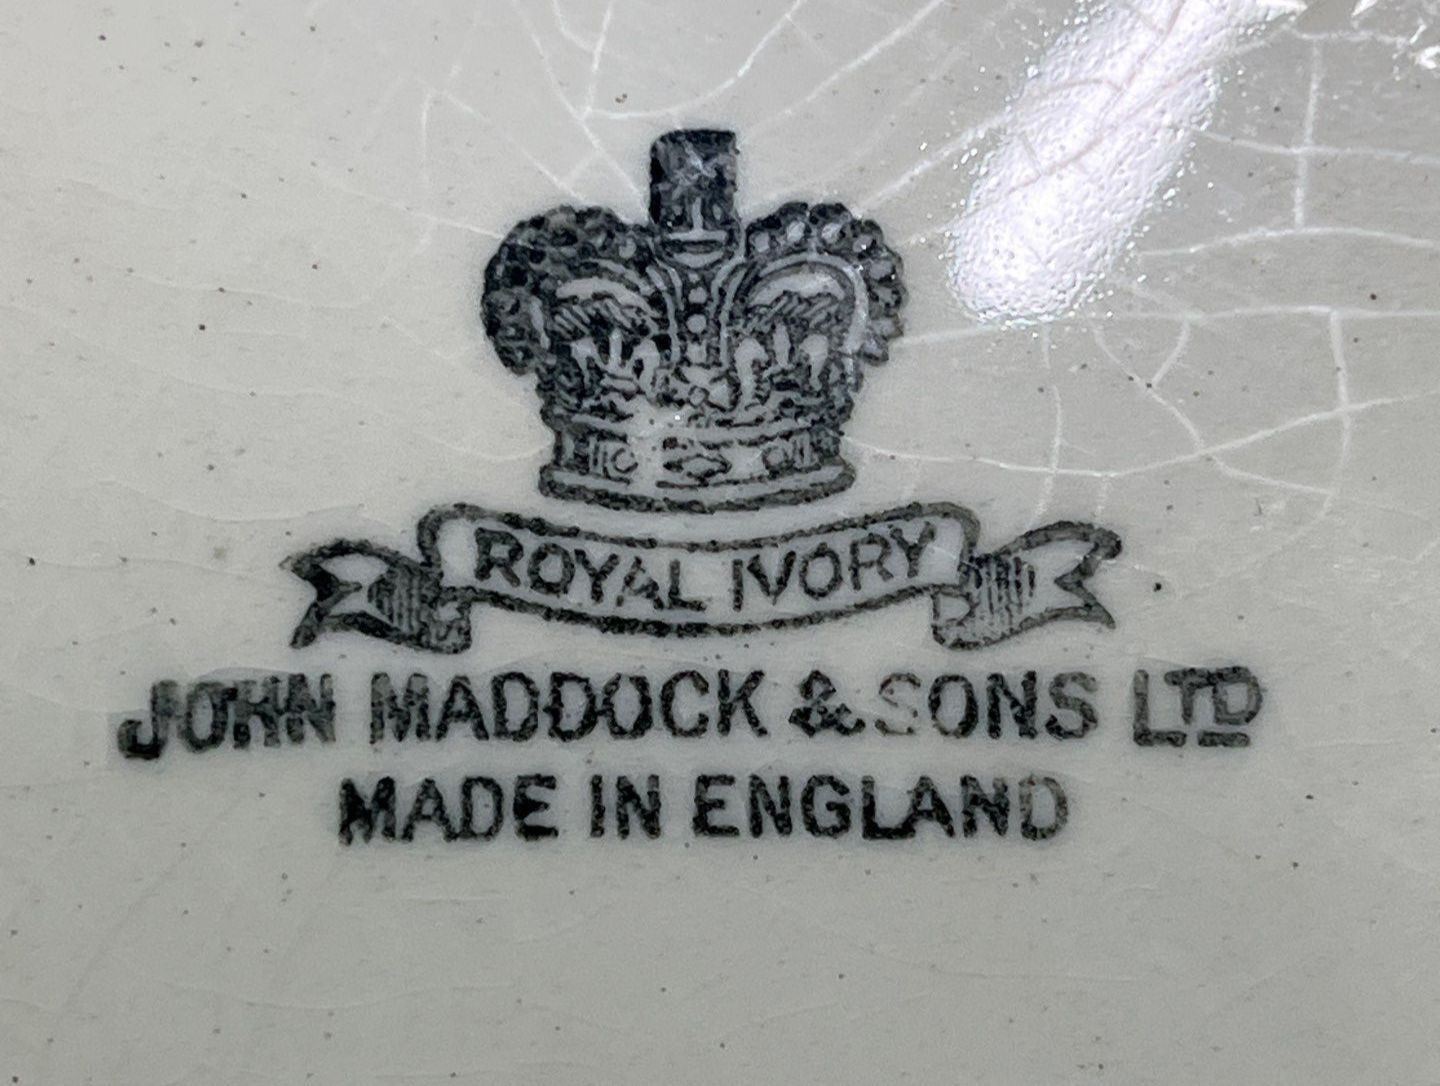 ROYAL IVORY
JOHN MADDOCK & SONS LTD
MADE IN ENGLAND